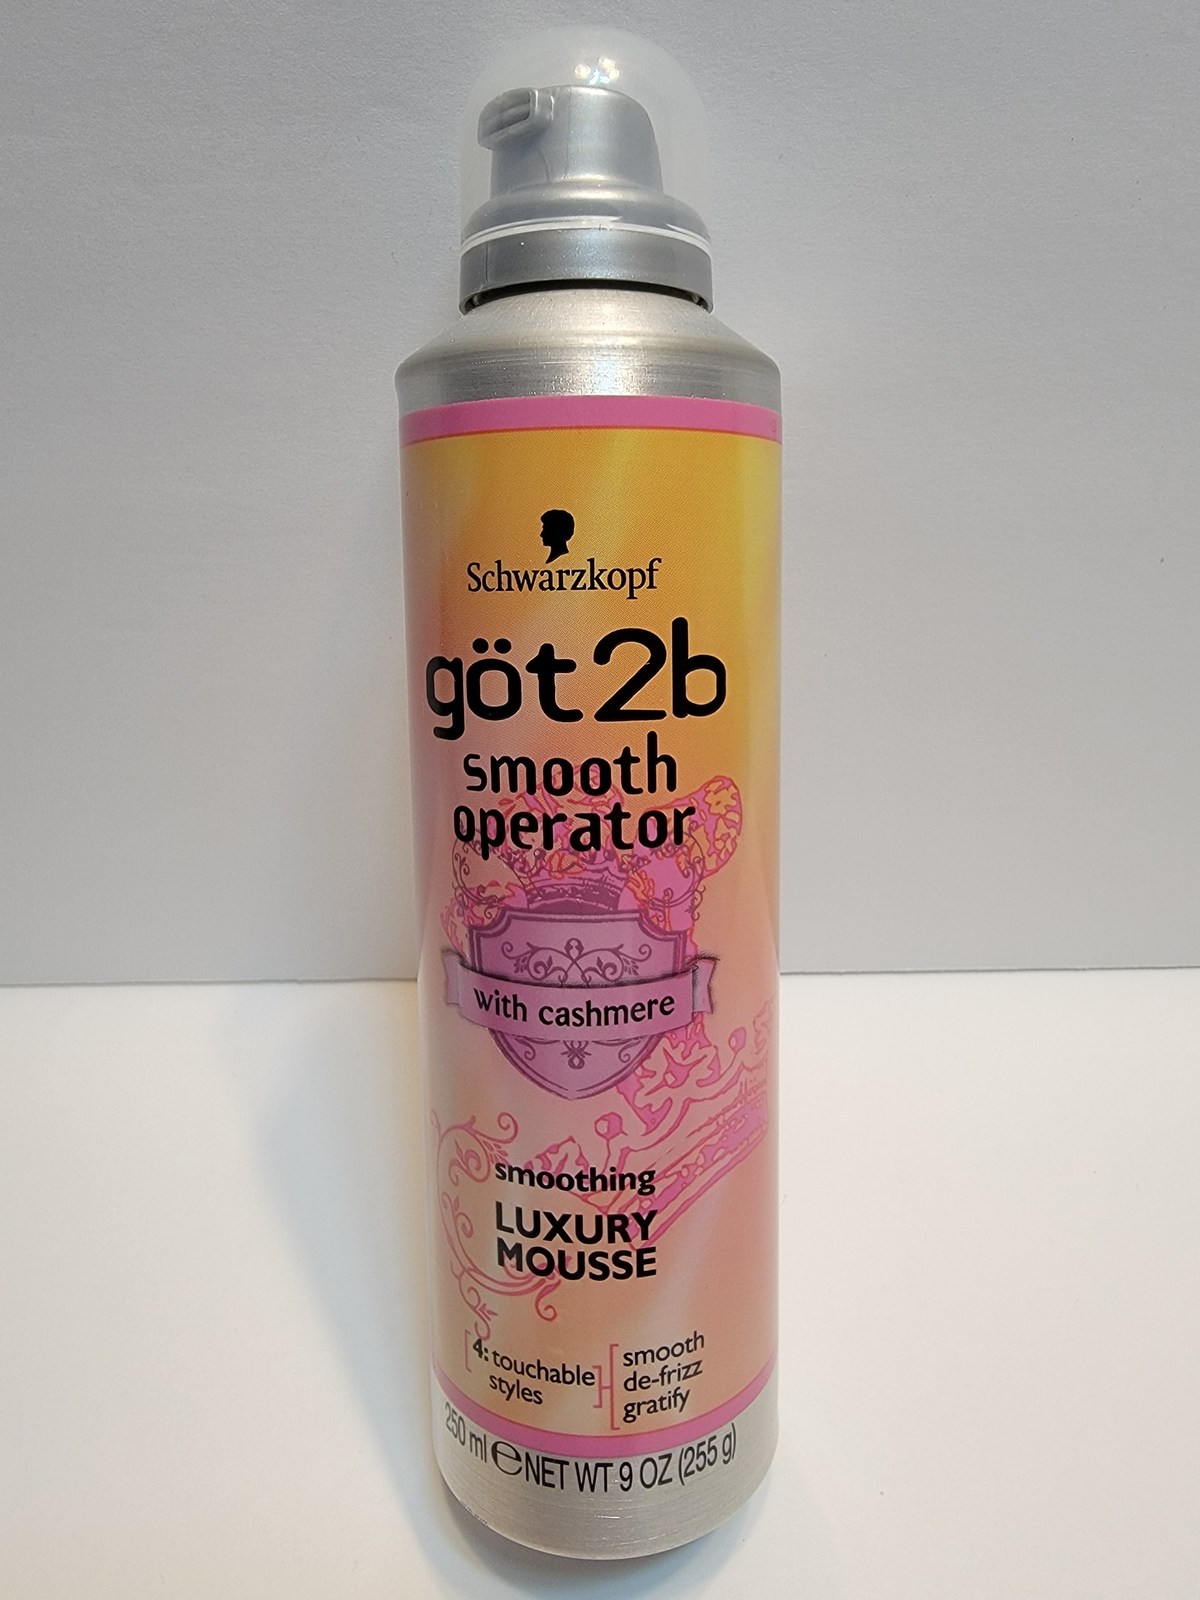 Schwarzkopf
göt2b
smooth
operator
with cashmere
smoothing
LUXURY
MOUSSE
4: touchable
styles
smooth
de-frizz
gratify
250 ml ℮ NET WT 9 OZ (255 g)